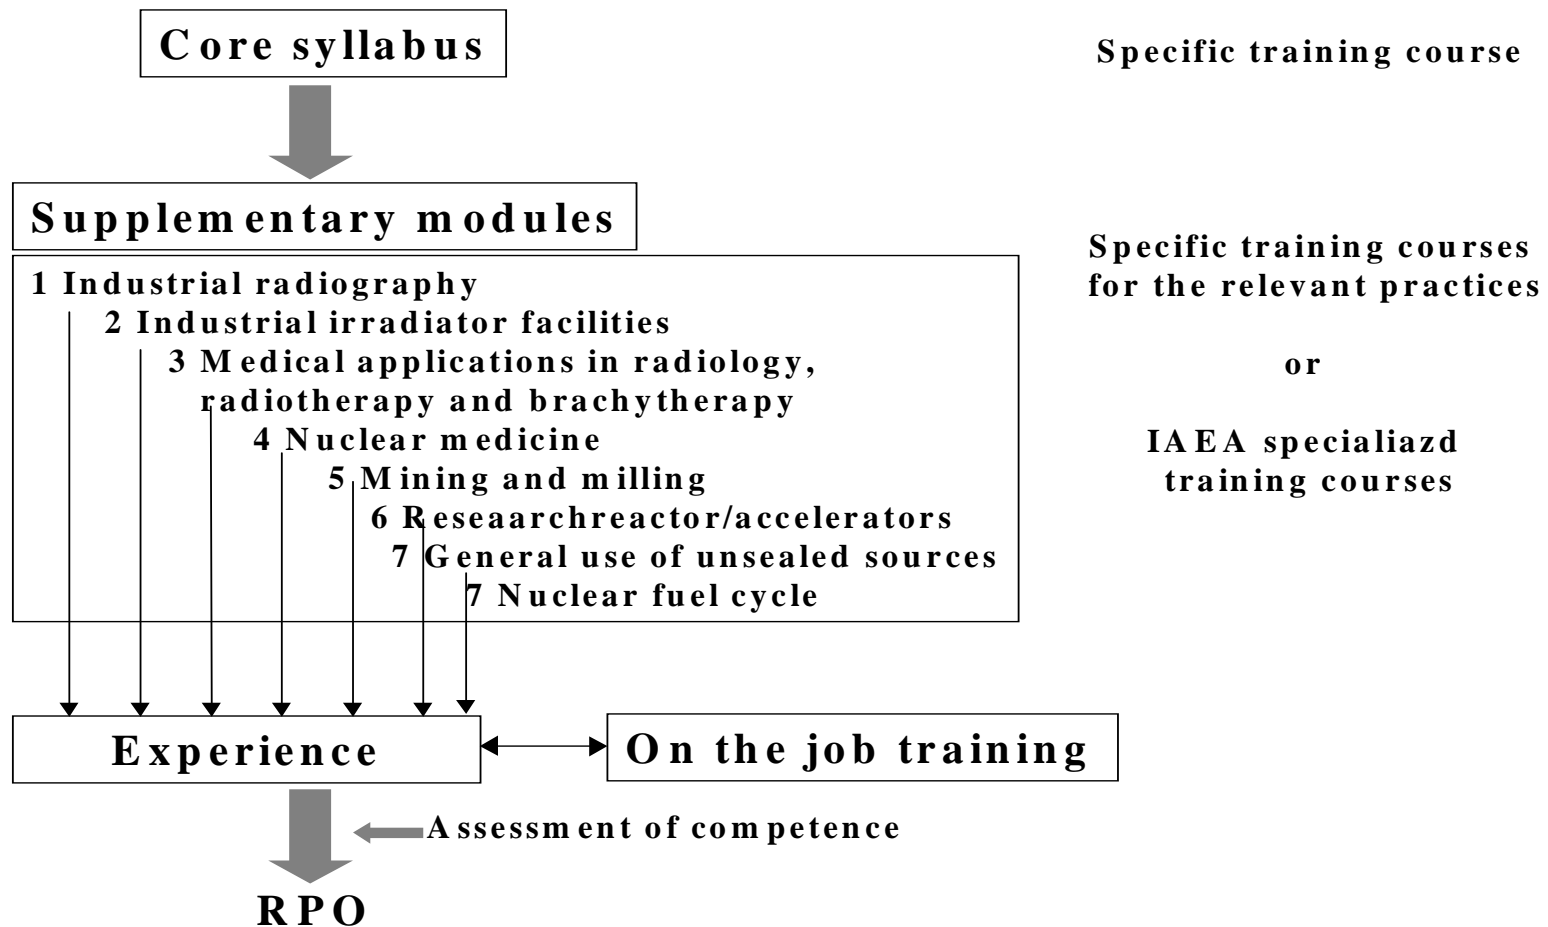 Core syllabus
Specific training course
Supplementary modules
1 Industrial radiography
2 Industrial irradiator facilities
3 Medical applications in radiology,
radiotherapy and brachytherapy
4 Nuclear medicine
5 Mining and milling
6 Reseaarchreactor/accelerators
7 General use of unsealed sources
7 Nuclear fuel cycle
Specific training courses
for the relevant practices
or
IAEA specialiazd
training courses
Experience
On the job training
Assessment of competence
RPO